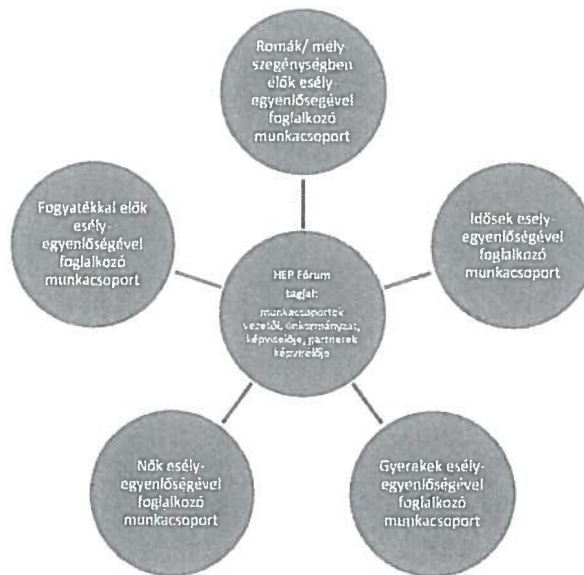 Romák/ mély-
szegénységben
élők esély-
egyenlőségével
foglalkozó
munkacsoport
Fogyatékkal élők
esély-
egyenlőségével
foglalkozó
munkacsoport
Idősek esély-
egyenlőségével
foglalkozó
munkacsoport
HEP Fórum
tagjai:
munkacsoportok
vezetői, önkormányzat,
képviselője, partnerek
képviselője
Nők esély-
egyenlőségével
foglalkozó
munkacsoport
Gyerekek esély-
egyenlőségével
foglalkozó
munkacsoport